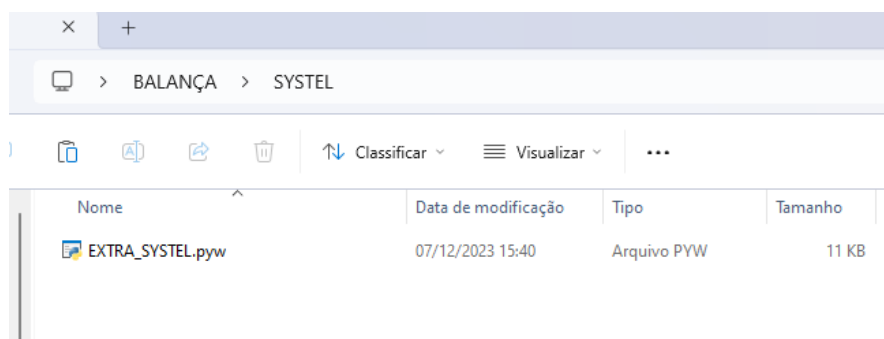 BALANÇA > SYSTEL
Classificar Visualizar ...
Nome Data de modificação Tipo Tamanho
EXTRA_SYSTEL.pyw 07/12/2023 15:40 Arquivo PYW 11 KB